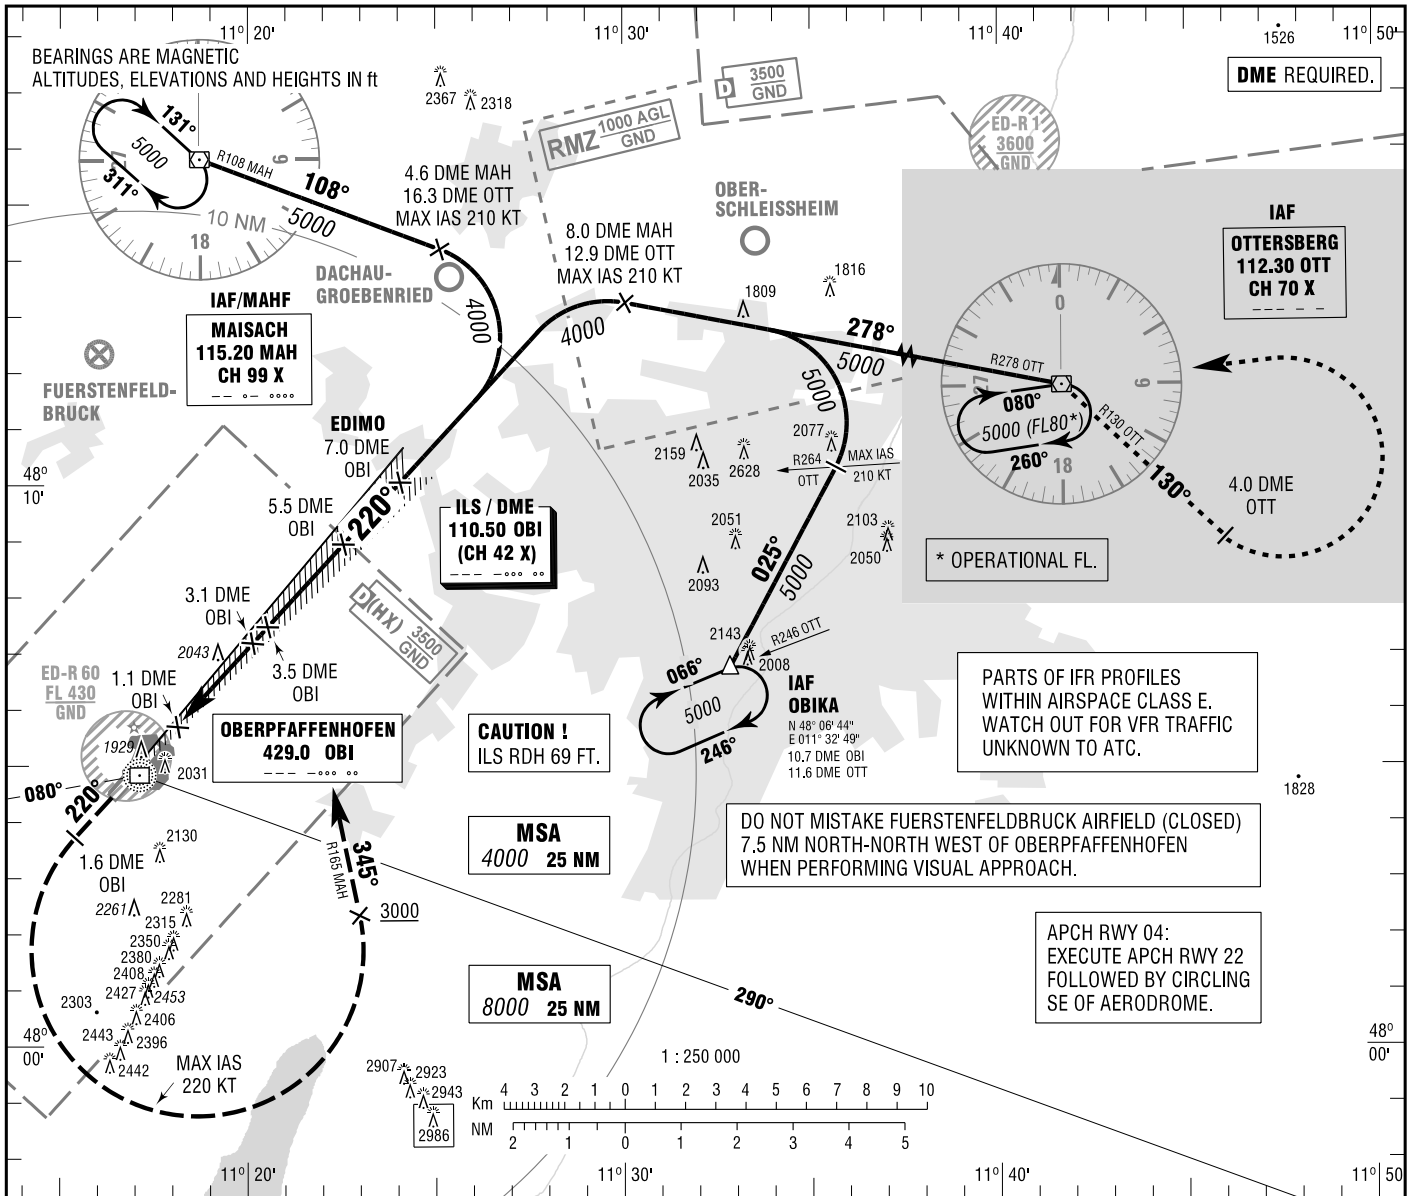 11° 20'
11° 30'
11° 40'
11° 50'
1526
BEARINGS ARE MAGNETIC
ALTITUDES, ELEVATIONS AND HEIGHTS IN ft
DME REQUIRED.
2367
2318
D 3500
GND
RMZ 1000 AGL
GND
ED-R 1
3600
GND
131°
5000
311°
R108 MAH
108°
5000
9
27
18
10 NM
4.6 DME MAH
16.3 DME OTT
MAX IAS 210 KT
8.0 DME MAH
12.9 DME OTT
MAX IAS 210 KT
OBER-
SCHLEISSHEIM
IAF
OTTERSBERG
112.30 OTT
CH 70 X
--- - -
DACHAU-
GROEBENRIED
4000
4000
1809
1816
278°
5000
R278 OTT
0
9
18
27
IAF/MAHF
MAISACH
115.20 MAH
CH 99 X
-- ∘- ∘∘∘∘
FUERSTENFELD-
BRUCK
080°
5000 (FL80*)
260°
R130 OTT
130°
4.0 DME
OTT
* OPERATIONAL FL.
5000
EDIMO
7.0 DME
OBI
2159
2035
2628
2077
R264
OTT
MAX IAS
210 KT
48°
10'
5.5 DME
OBI
220°
ILS / DME
110.50 OBI
(CH 42 X)
--- -∘∘∘ ∘∘
2051
2093
2103
2050
025°
5000
3.1 DME
OBI
D(HX) 3500
GND
2043
3.5 DME
OBI
2143
2008
R246 OTT
ED-R 60
FL 430
GND
1.1 DME
OBI
066°
5000
246°
IAF
OBIKA
N 48° 06' 44"
E 011° 32' 49"
10.7 DME OBI
11.6 DME OTT
PARTS OF IFR PROFILES
WITHIN AIRSPACE CLASS E.
WATCH OUT FOR VFR TRAFFIC
UNKNOWN TO ATC.
OBERPFAFFENHOFEN
429.0 OBI
--- -∘∘∘ ∘∘
CAUTION !
ILS RDH 69 FT.
1929
2031
080°
220°
1828
MSA
4000 25 NM
DO NOT MISTAKE FUERSTENFELDBRUCK AIRFIELD (CLOSED)
7.5 NM NORTH-NORTH WEST OF OBERPFAFFENHOFEN
WHEN PERFORMING VISUAL APPROACH.
2130
1.6 DME
OBI
345°
R165 MAH
3000
2261
2281
2315
2350
2380
2408
2427
2453
2303
2406
2443
2396
2442
APCH RWY 04:
EXECUTE APCH RWY 22
FOLLOWED BY CIRCLING
SE OF AERODROME.
MSA
8000 25 NM
290°
48°
00'
48°
00'
MAX IAS
220 KT
2907
2923
2943
2986
1 : 250 000
Km 4 3 2 1 0 1 2 3 4 5 6 7 8 9 10
NM 2 1 0 1 2 3 4 5
11° 20'
11° 30'
11° 40'
11° 50'